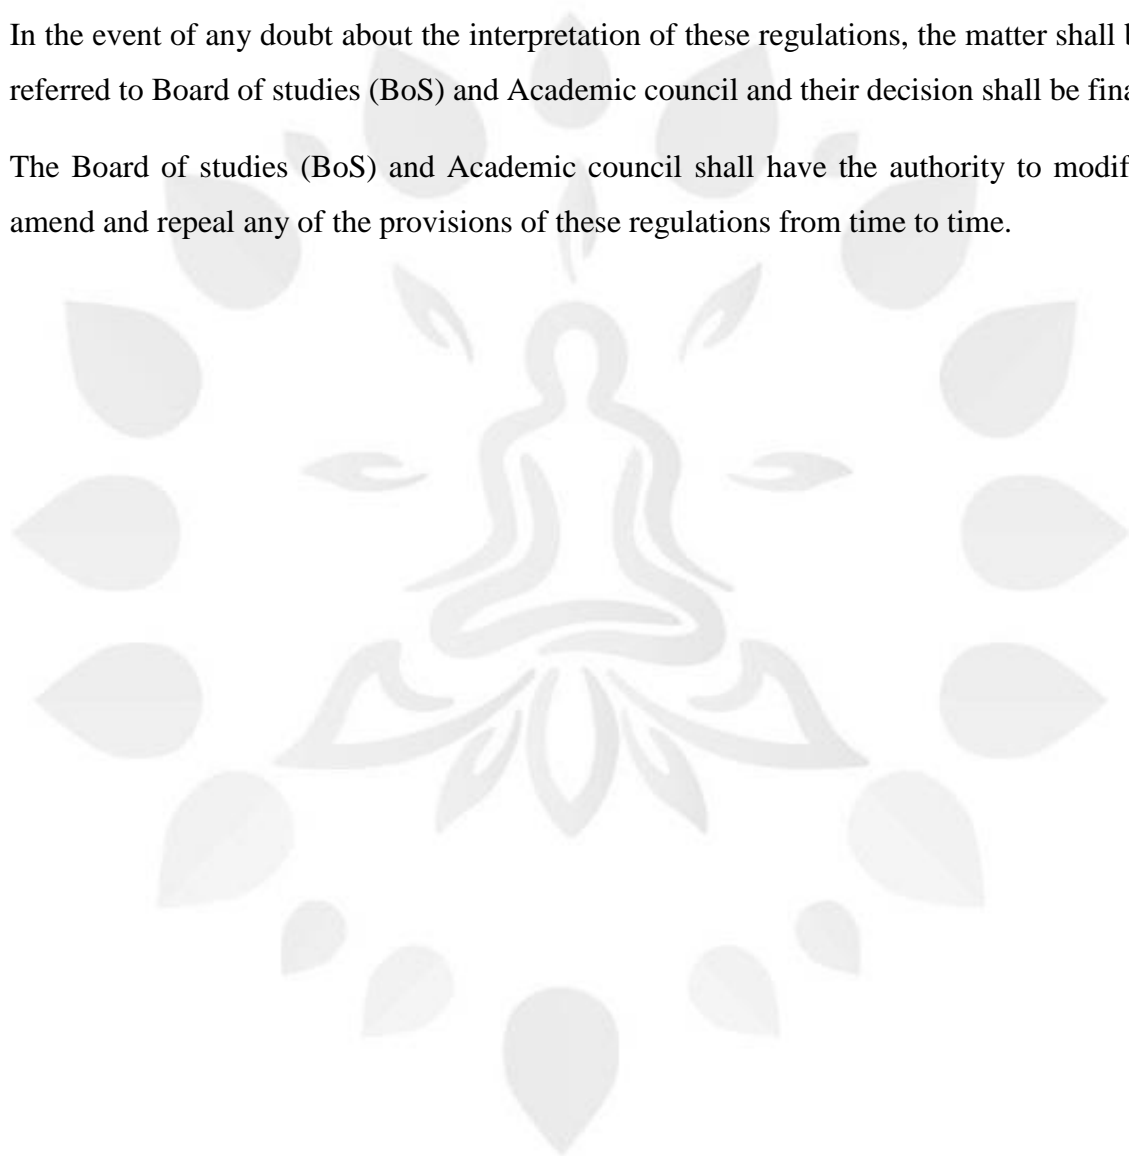 In the event of any doubt about the interpretation of these regulations, the matter shall
referred to Board of studies (BoS) and Academic council and their decision shall be
The Board of studies (BoS) and Academic council shall have the authority to
amend and repeal any of the provisions of these regulations from time to time.